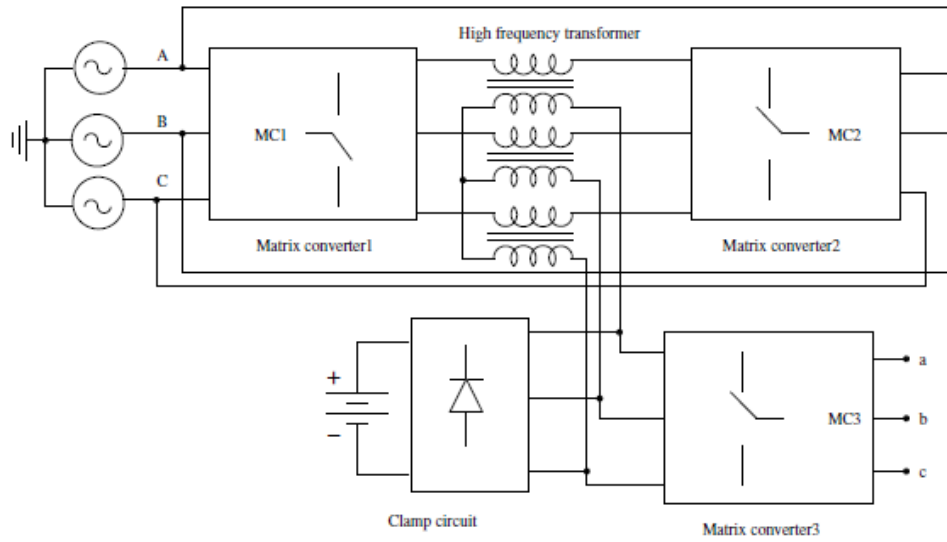 High frequency transformer
A
B
C
MC1
MC2
Matrix converter1
Matrix converter2
+
−
MC3
a
b
c
Clamp circuit
Matrix converter3